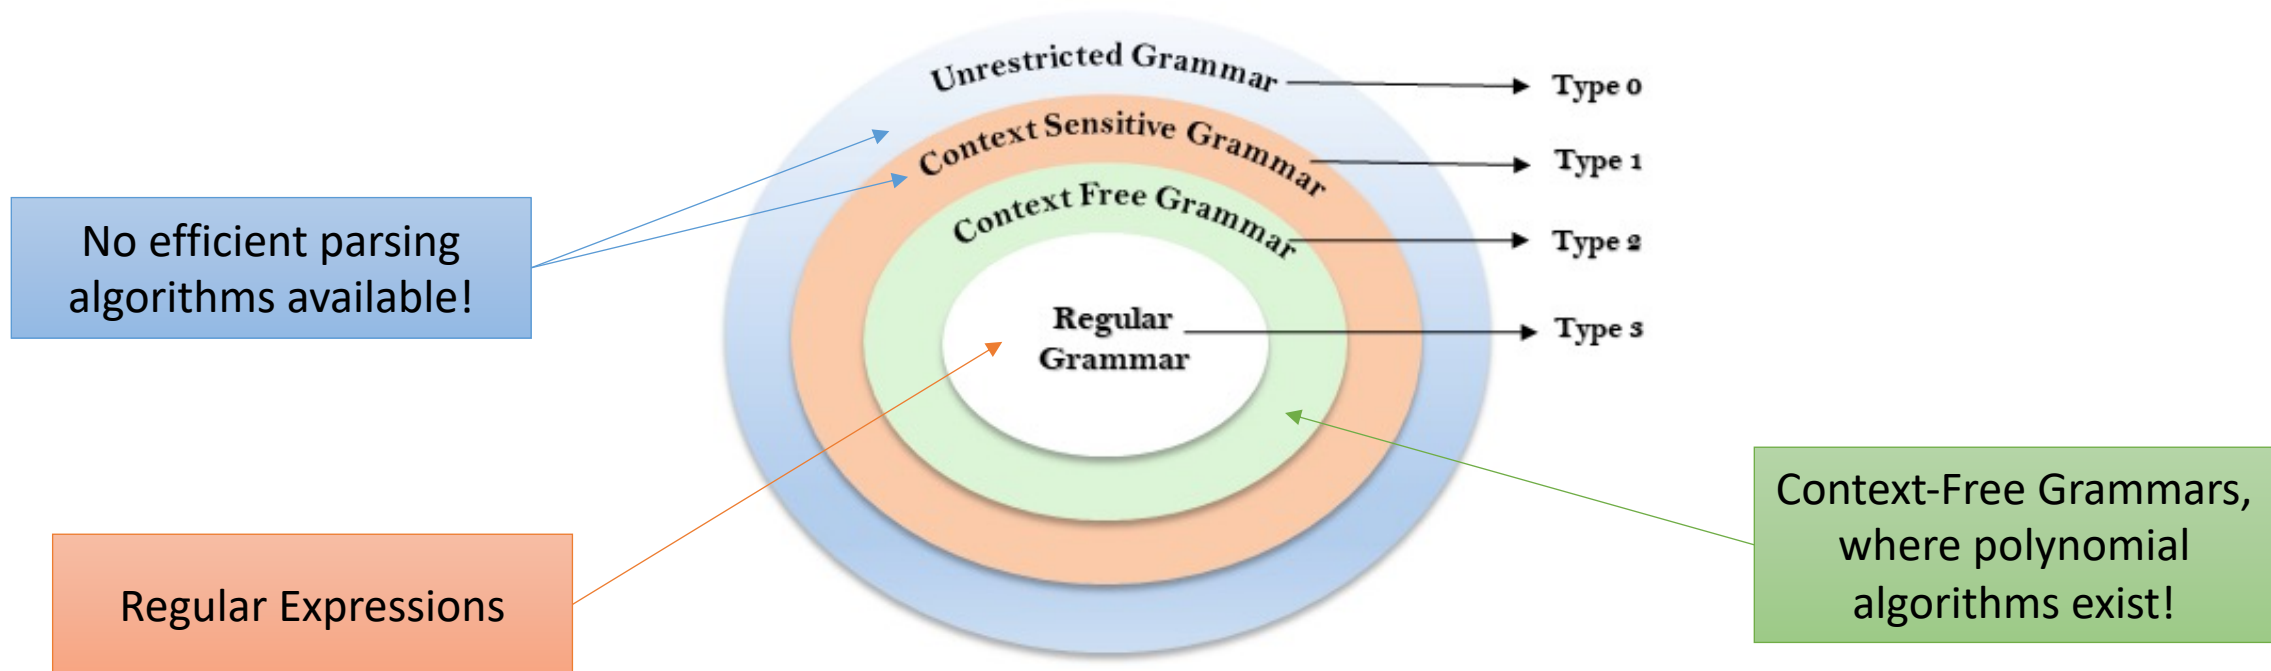 Unrestricted Grammar
Type 0
Context Sensitive Grammar
Type 1
Context Free Grammar
Type 2
Regular
Grammar
Type 3
No efficient parsing
algorithms available!
Regular Expressions
Context-Free Grammars,
where polynomial
algorithms exist!